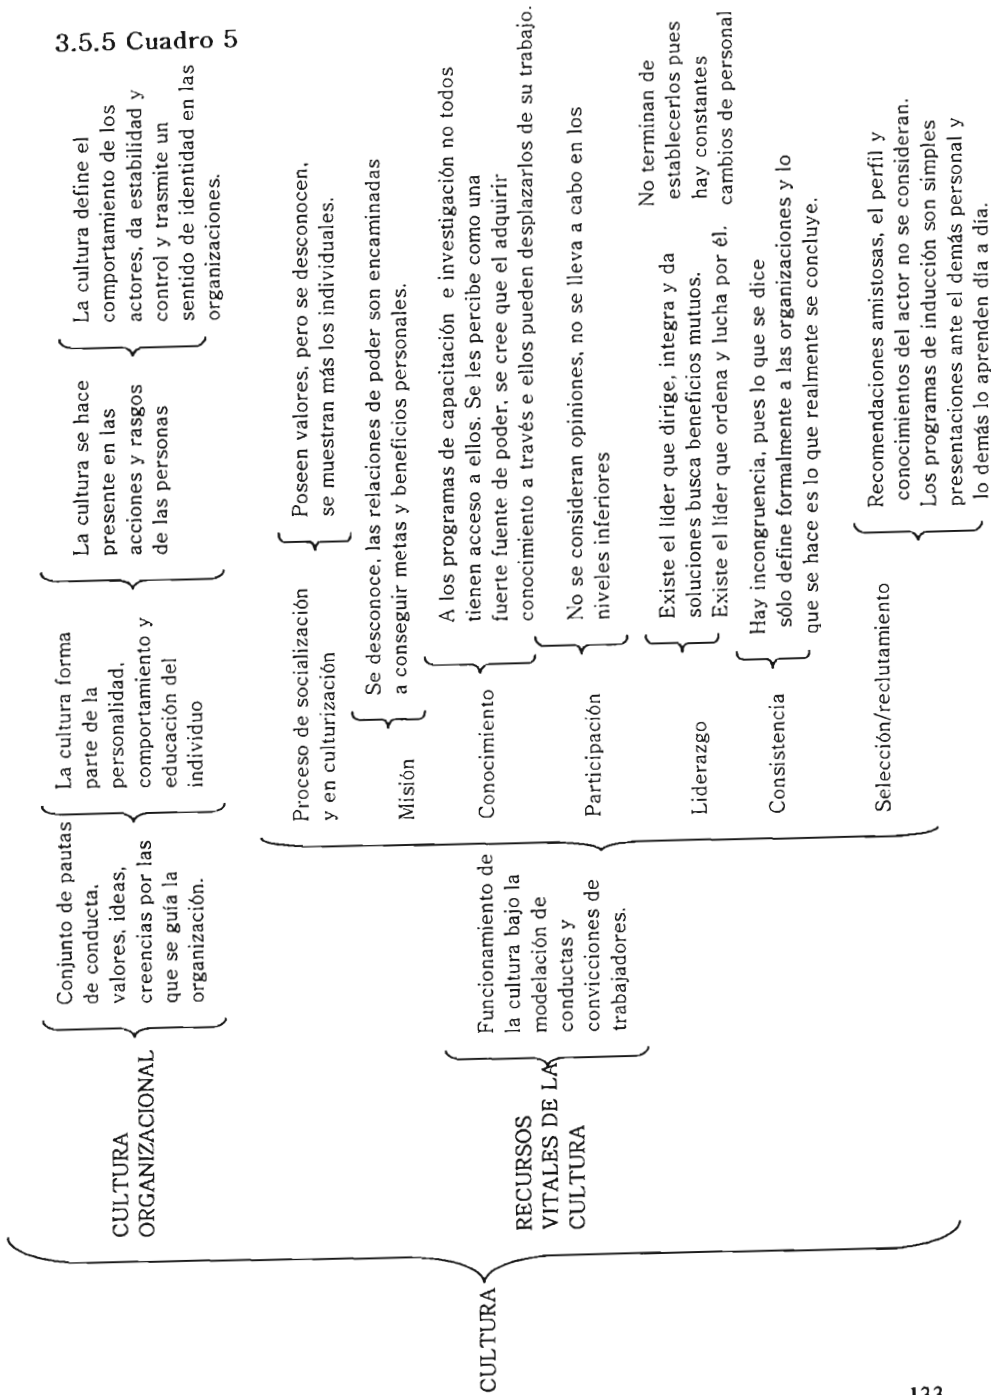 3.5.5 Cuadro 5
CULTURA
CULTURA
ORGANIZACIONAL
Conjunto de pautas
de conducta,
valores, ideas,
creencias por las
que se guía la
organización.
La cultura forma
parte de la
personalidad,
comportamiento y
educación del
individuo
La cultura se hace
presente en las
acciones y rasgos
de las personas
La cultura define el
comportamiento de los
actores, da estabilidad y
control y trasmite un
sentido de identidad en las
organizaciones.
RECURSOS
VITALES DE LA
CULTURA
Funcionamiento de
la cultura bajo la
modelación de
conductas y
convicciones de
trabajadores.
Proceso de socialización
y en culturización
Poseen valores, pero se desconocen,
se muestran más los individuales.
Misión
Se desconoce, las relaciones de poder son encaminadas
a conseguir metas y beneficios personales.
Conocimiento
A los programas de capacitación e investigación no todos
tienen acceso a ellos. Se les percibe como una
fuerte fuente de poder, se cree que el adquirir
conocimiento a través e ellos pueden desplazarlos de su trabajo.
Participación
No se consideran opiniones, no se lleva a cabo en los
niveles inferiores
Liderazgo
Existe el líder que dirige, integra y da
soluciones busca beneficios mutuos.
Existe el líder que ordena y lucha por él.
No terminan de
establecerlos pues
hay constantes
cambios de personal
Consistencia
Hay incongruencia, pues lo que se dice
sólo define formalmente a las organizaciones y lo
que se hace es lo que realmente se concluye.
Selección/reclutamiento
Recomendaciones amistosas, el perfil y
conocimientos del actor no se consideran.
Los programas de inducción son simples
presentaciones ante el demás personal y
lo demás lo aprenden día a día.
133